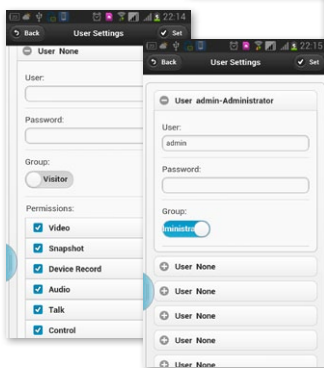 22:14
Back User Settings Set
User None
User:
Password:
Group:
Visitor
Permissions:
Video
Snapshot
Device Record
Audio
Talk
Control
22:15
Back User Settings Set
User admin-Administrator
User:
admin
Password:
Group:
ministra
User None
User None
User None
User None
User None